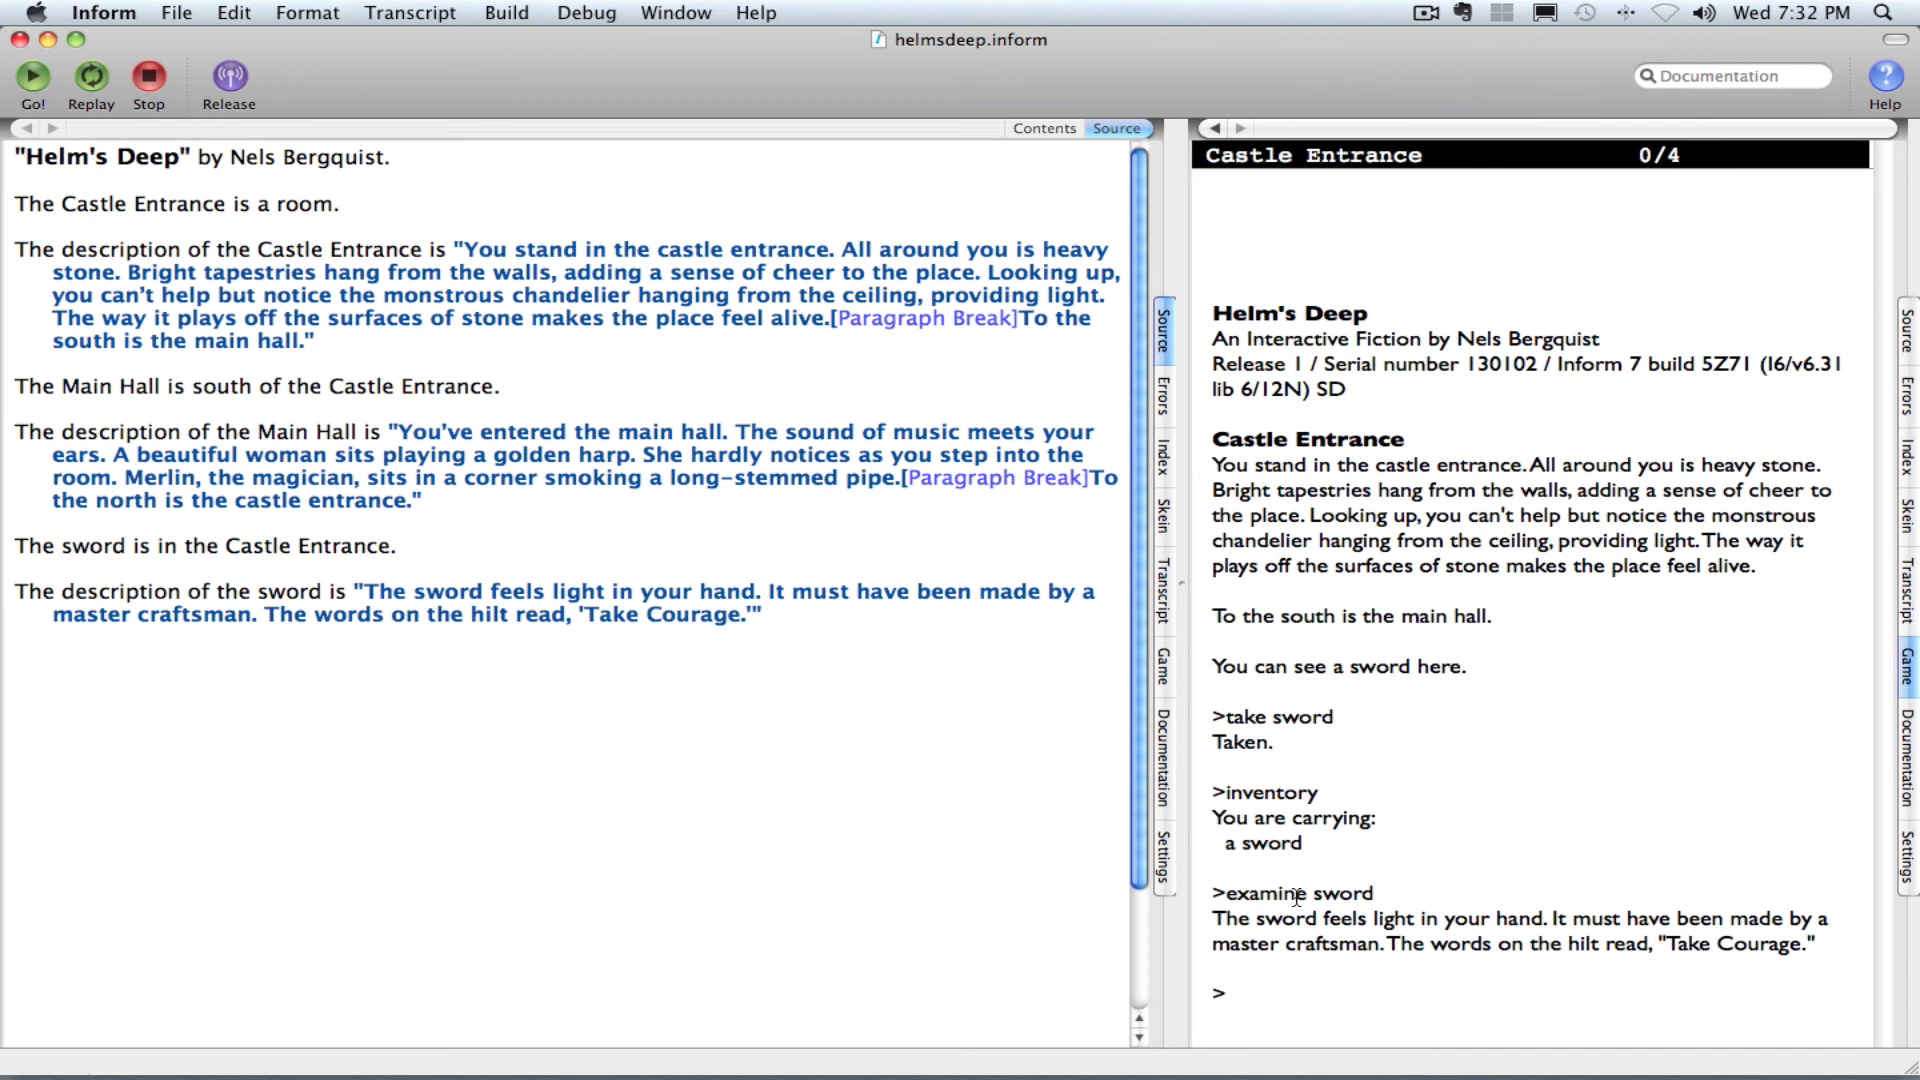 Inform File Edit Format Transcript Build Debug Window Help Wed 7:32 PM
helmsdeep.inform
Documentation
Go! Replay Stop Release Help
Contents Source
"Helm's Deep" by Nels Bergquist.
The Castle Entrance is a room.
The description of the Castle Entrance is "You stand in the castle entrance. All around you is heavy
stone. Bright tapestries hang from the walls, adding a sense of cheer to the place. Looking up,
you can't help but notice the monstrous chandelier hanging from the ceiling, providing light.
The way it plays off the surfaces of stone makes the place feel alive.[Paragraph Break]To the
south is the main hall."
The Main Hall is south of the Castle Entrance.
The description of the Main Hall is "You've entered the main hall. The sound of music meets your
ears. A beautiful woman sits playing a golden harp. She hardly notices as you step into the
room. Merlin, the magician, sits in a corner smoking a long-stemmed pipe.[Paragraph Break]To
the north is the castle entrance."
The sword is in the Castle Entrance.
The description of the sword is "The sword feels light in your hand. It must have been made by a
master craftsman. The words on the hilt read, 'Take Courage.'"
Source
Errors
Index
Skein
Transcript
Game
Documentation
Settings
Castle Entrance 0/4
Helm's Deep
An Interactive Fiction by Nels Bergquist
Release 1 / Serial number 130102 / Inform 7 build 5Z71 (I6/v6.31
lib 6/12N) SD
Castle Entrance
You stand in the castle entrance. All around you is heavy stone.
Bright tapestries hang from the walls, adding a sense of cheer to
the place. Looking up, you can't help but notice the monstrous
chandelier hanging from the ceiling, providing light. The way it
plays off the surfaces of stone makes the place feel alive.
To the south is the main hall.
You can see a sword here.
>take sword
Taken.
>inventory
You are carrying:
a sword
>examine sword
The sword feels light in your hand. It must have been made by a
master craftsman. The words on the hilt read, "Take Courage."
>
Source
Errors
Index
Skein
Transcript
Game
Documentation
Settings